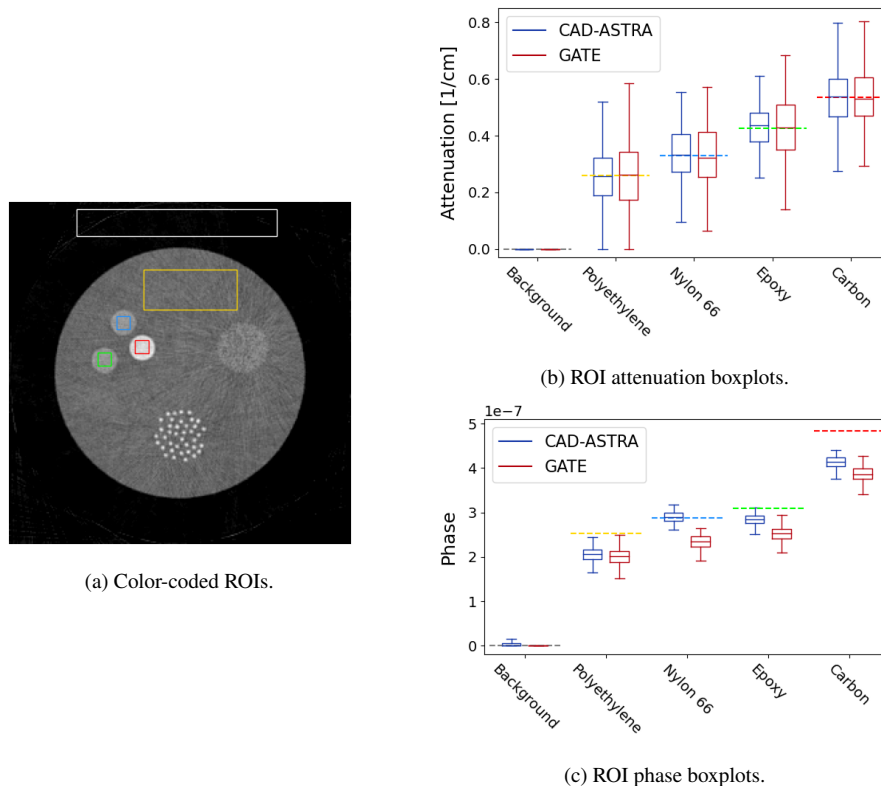 (a) Color-coded ROIs.
0.8
0.6
0.4
0.2
0.0
Attenuation [1/cm]
CAD-ASTRA
GATE
Background
Polyethylene
Nylon 66
Epoxy
Carbon
(b) ROI attenuation boxplots.
1e-7
5
4
3
2
1
0
Phase
CAD-ASTRA
GATE
Background
Polyethylene
Nylon 66
Epoxy
Carbon
(c) ROI phase boxplots.